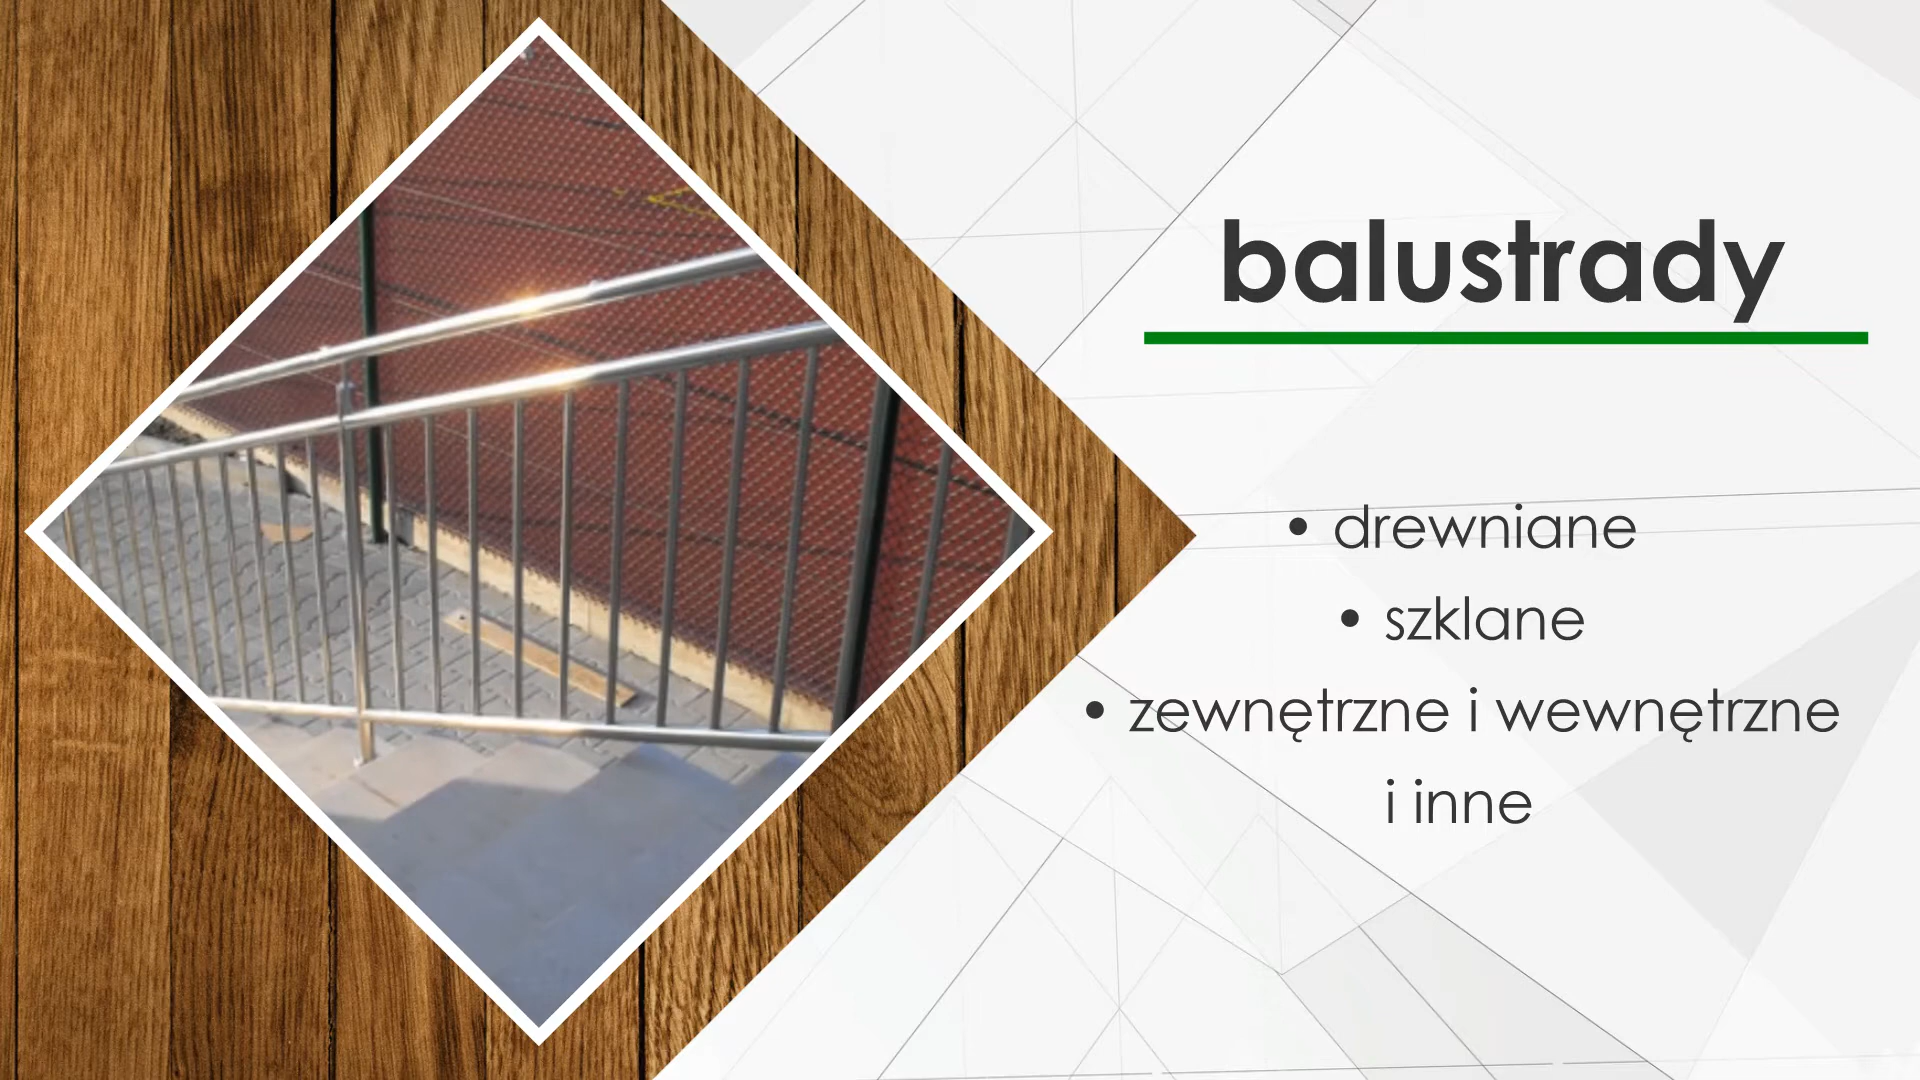 balustrady
• drewniane
• szklane
• zewnętrzne i wewnętrzne
i inne